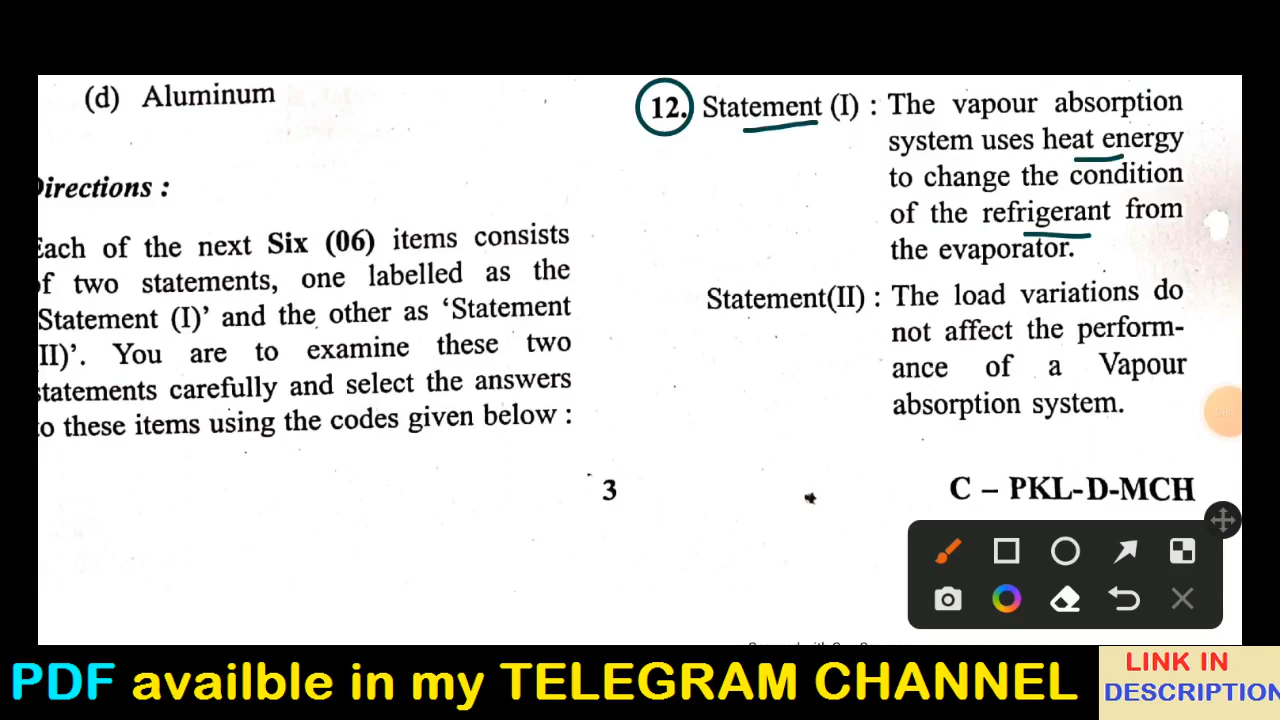 (d) Aluminum
Directions :
Each of the next Six (06) items consists
of two statements, one labelled as the
'Statement (I)' and the other as 'Statement
(II)'. You are to examine these two
statements carefully and select the answers
to these items using the codes given below :
12. Statement (I) : The vapour absorption
system uses heat energy
to change the condition
of the refrigerant from
the evaporator.
Statement(II) : The load variations do
not affect the perform-
ance of a Vapour
absorption system.
3
C – PKL-D-MCH
PDF availble in my TELEGRAM CHANNEL
LINK IN
DESCRIPTION